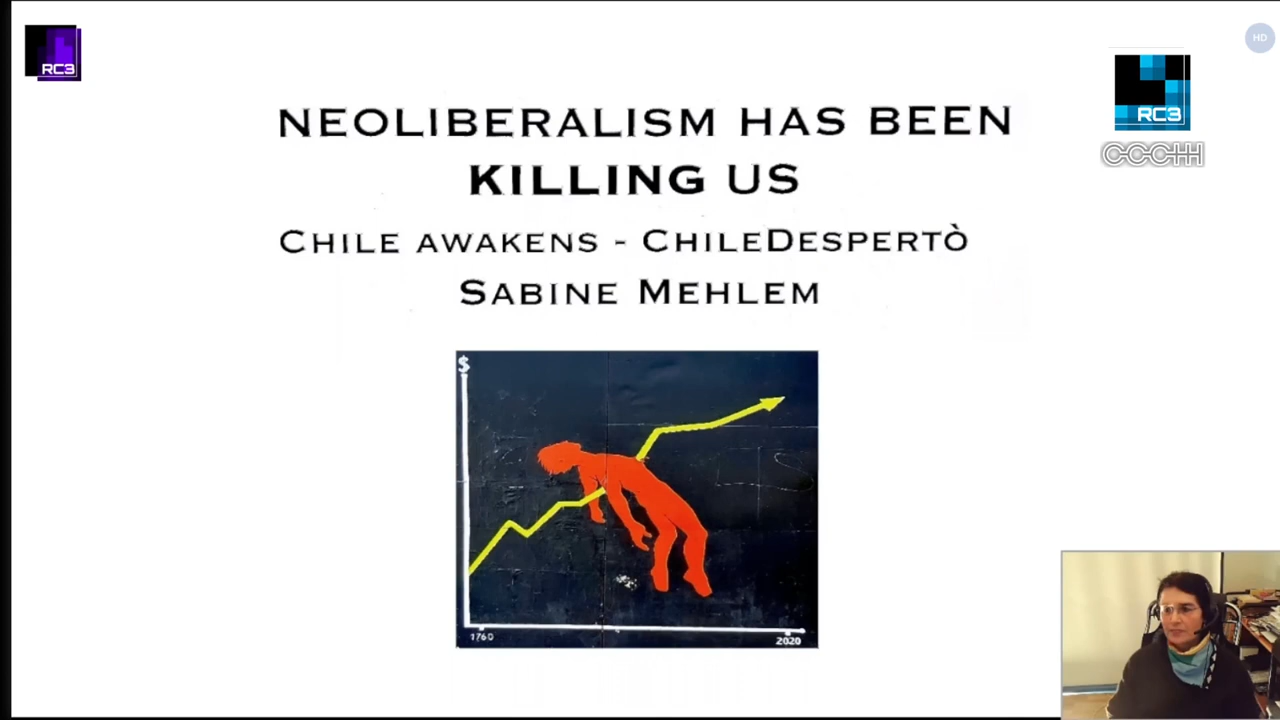 RC3
HD
RC3
CCCHH
NEOLIBERALISM HAS BEEN
KILLING US
CHILE AWAKENS - CHILEDESPERTÒ
SABINE MEHLEM
$
1760
2020